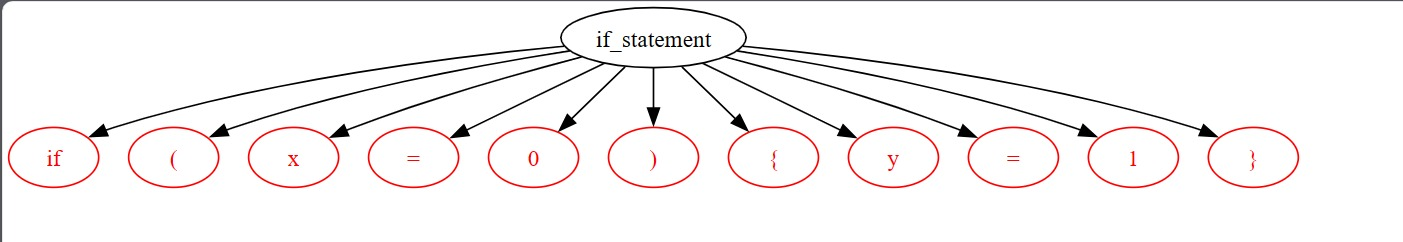 if_statement
if ( x = 0 ) { y = 1 }